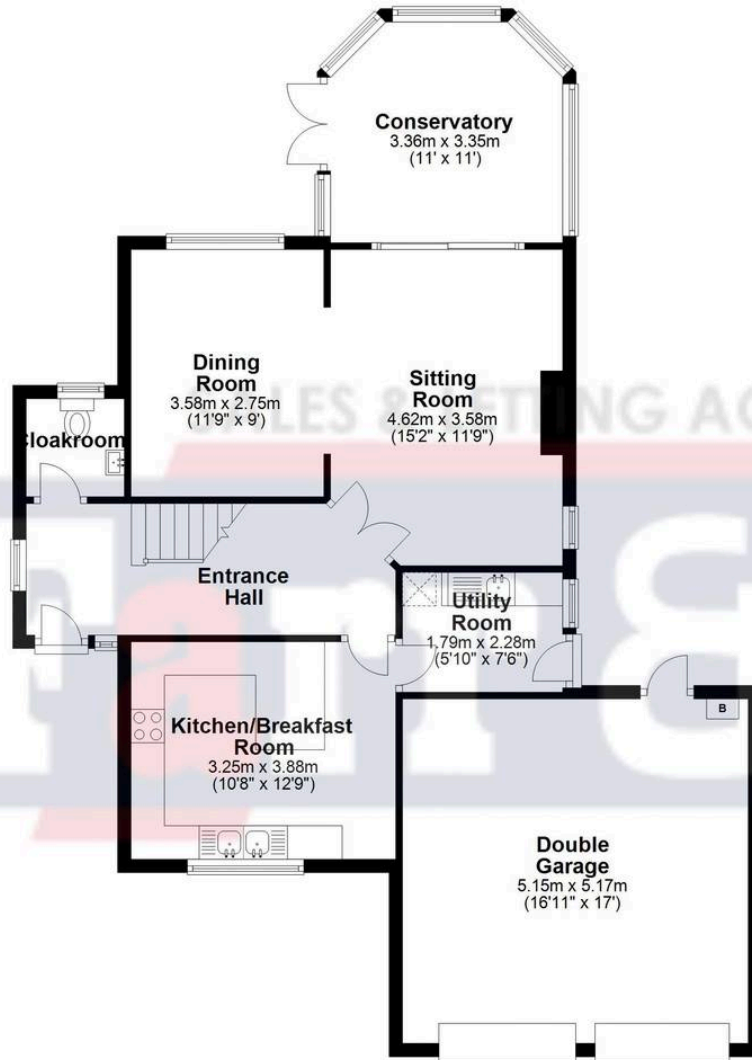 Conservatory
3.36m x 3.35m
(11' x 11')
Dining
Room
3.58m x 2.75m
(11'9" x 9')
Sitting
Room
4.62m x 3.58m
(15'2" x 11'9")
Cloakroom
Entrance
Hall
Utility
Room
1.79m x 2.28m
(5'10" x 7'6")
Kitchen/Breakfast
Room
3.25m x 3.88m
(10'8" x 12'9")
B
Double
Garage
5.15m x 5.17m
(16'11" x 17')